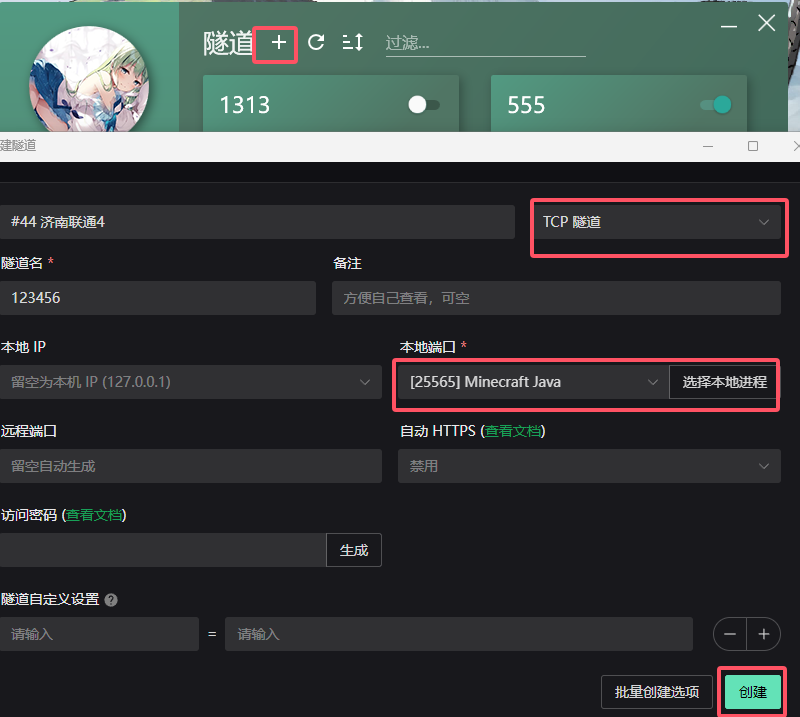 隧道 + 过滤...
1313 555
建隧道
#44 济南联通4 TCP 隧道
隧道名 * 备注
123456 方便自己查看，可空
本地 IP 本地端口 *
留空为本机 IP (127.0.0.1) [25565] Minecraft Java 选择本地进程
远程端口 自动 HTTPS (查看文档)
留空自动生成 禁用
访问密码 (查看文档)
生成
隧道自定义设置 ?
请输入 = 请输入 − +
批量创建选项 创建